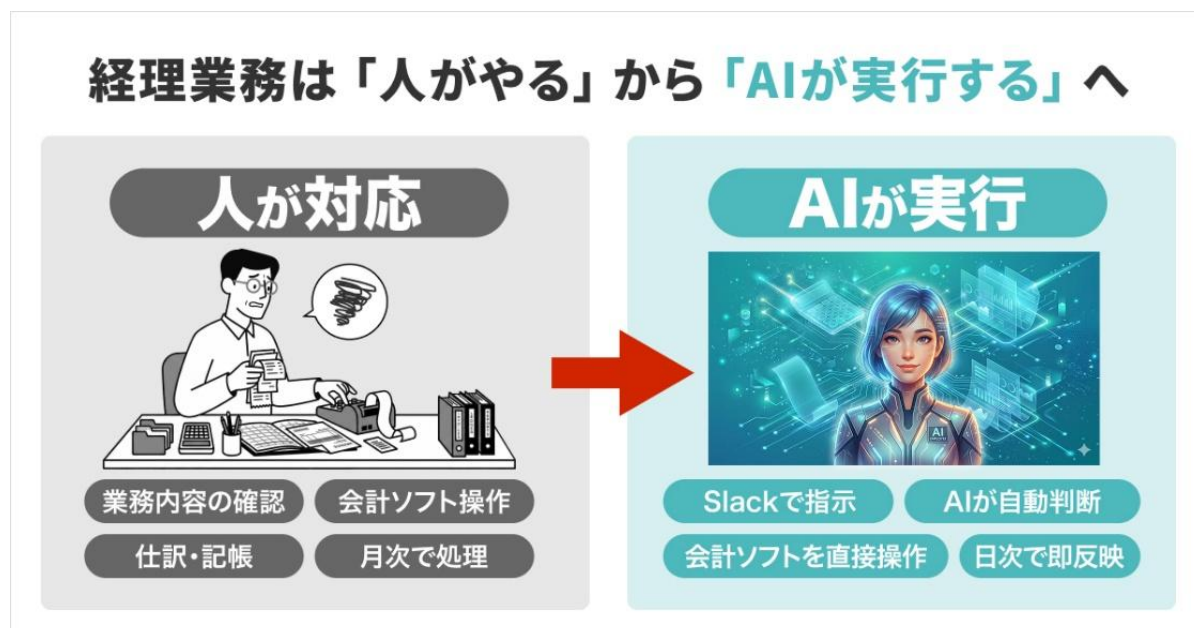 経理業務は「人がやる」から「AIが実行する」へ
人が対応
業務内容の確認
会計ソフト操作
仕訳・記帳
月次で処理
AIが実行
AI
Slackで指示
AIが自動判断
会計ソフトを直接操作
日次で即反映